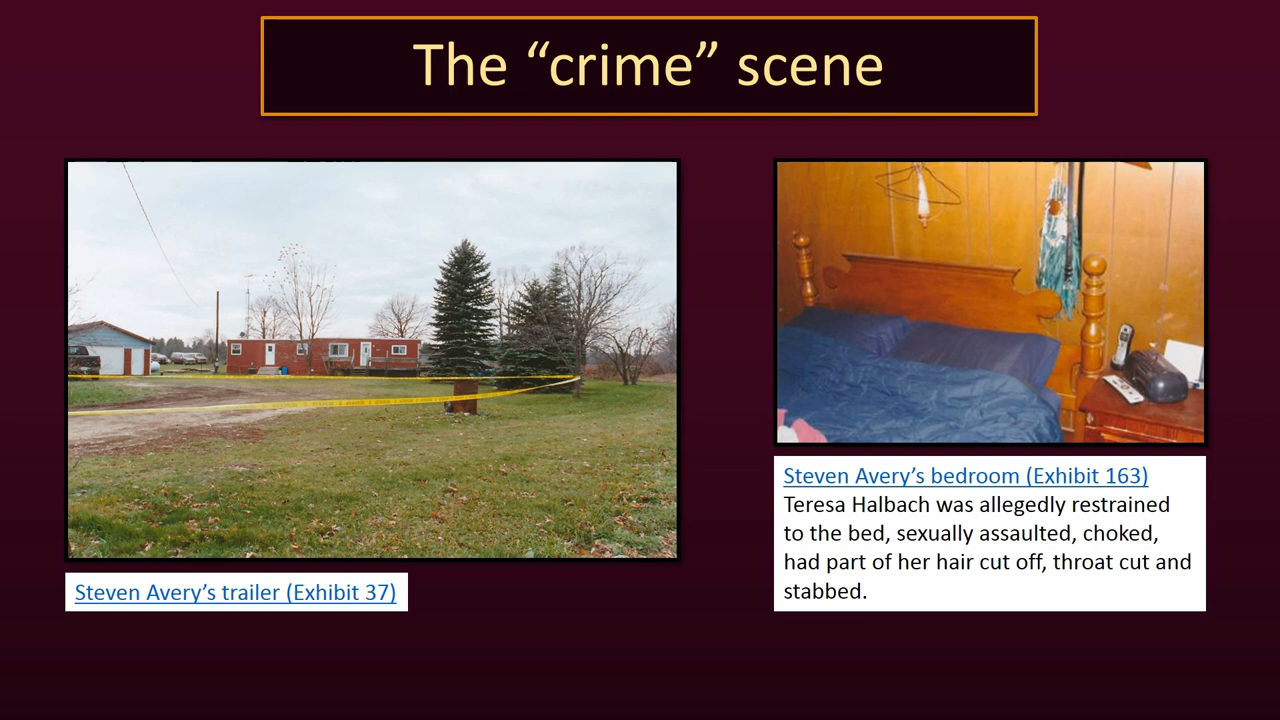 The “crime” scene
Steven Avery’s trailer (Exhibit 37)
Steven Avery’s bedroom (Exhibit 163)
Teresa Halbach was allegedly restrained
to the bed, sexually assaulted, choked,
had part of her hair cut off, throat cut and
stabbed.